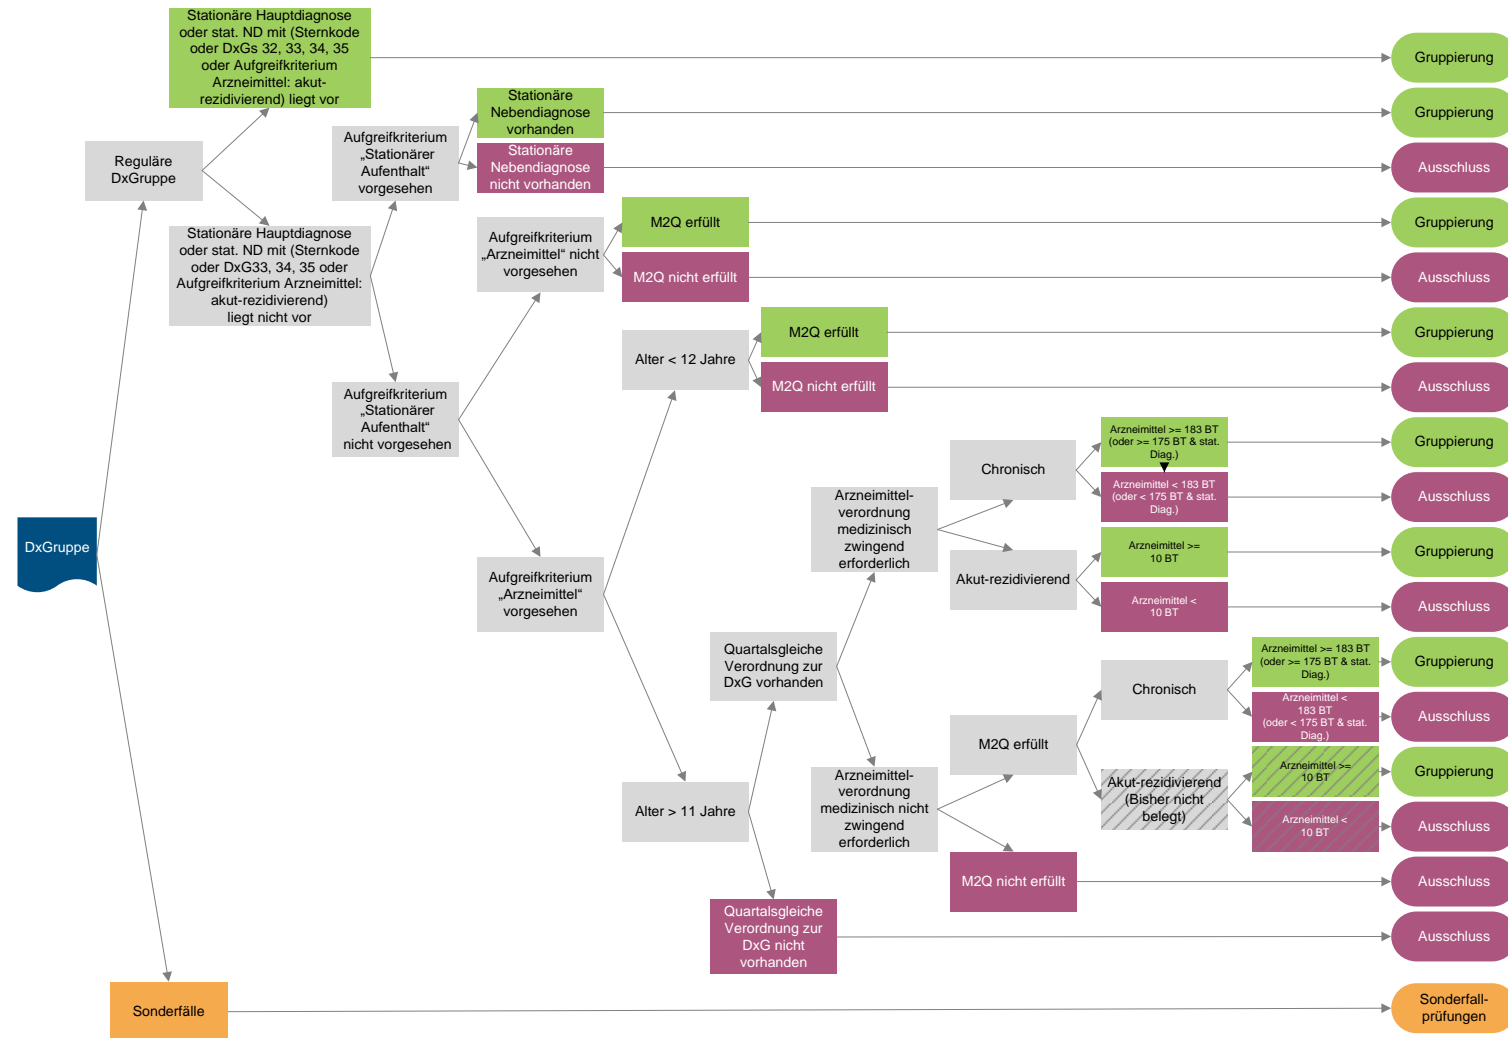 Stationäre Hauptdiagnose
oder stat. ND mit (Sternkode
oder DxGs 32, 33, 34, 35
oder Aufgreifkriterium
Arzneimittel: akut-
rezidivierend) liegt vor
Gruppierung
Stationäre
Nebendiagnose
vorhanden
Gruppierung
Aufgreifkriterium
„Stationärer
Aufenthalt“
vorgesehen
Reguläre
DxGruppe
Stationäre
Nebendiagnose
nicht vorhanden
Ausschluss
Stationäre Hauptdiagnose
oder stat. ND mit (Sternkode
oder DxG33, 34, 35 oder
Aufgreifkriterium Arzneimittel:
akut-rezidivierend)
liegt nicht vor
Aufgreifkriterium
„Arzneimittel“ nicht
vorgesehen
M2Q erfüllt
Gruppierung
M2Q nicht erfüllt
Ausschluss
Alter < 12 Jahre
M2Q erfüllt
Gruppierung
M2Q nicht erfüllt
Ausschluss
Aufgreifkriterium
„Stationärer
Aufenthalt“
nicht vorgesehen
Chronisch
Arzneimittel >= 183 BT
(oder >= 175 BT & stat.
Diag.)
Gruppierung
Arzneimittel < 183 BT
(oder < 175 BT & stat.
Diag.)
Ausschluss
Arzneimittel-
verordnung
medizinisch
zwingend
erforderlich
DxGruppe
Akut-rezidivierend
Arzneimittel >=
10 BT
Gruppierung
Arzneimittel <
10 BT
Ausschluss
Aufgreifkriterium
„Arzneimittel“
vorgesehen
Quartalsgleiche
Verordnung zur
DxG vorhanden
Chronisch
Arzneimittel >= 183 BT
(oder >= 175 BT & stat.
Diag.)
Gruppierung
Arzneimittel <
183 BT
(oder < 175 BT & stat.
Diag.)
Ausschluss
M2Q erfüllt
Arzneimittel-
verordnung
medizinisch nicht
zwingend
erforderlich
Akut-rezidivierend
(Bisher nicht
belegt)
Arzneimittel >=
10 BT
Gruppierung
Arzneimittel <
10 BT
Ausschluss
Alter > 11 Jahre
M2Q nicht erfüllt
Ausschluss
Quartalsgleiche
Verordnung zur
DxG nicht
vorhanden
Ausschluss
Sonderfälle
Sonderfall-
prüfungen